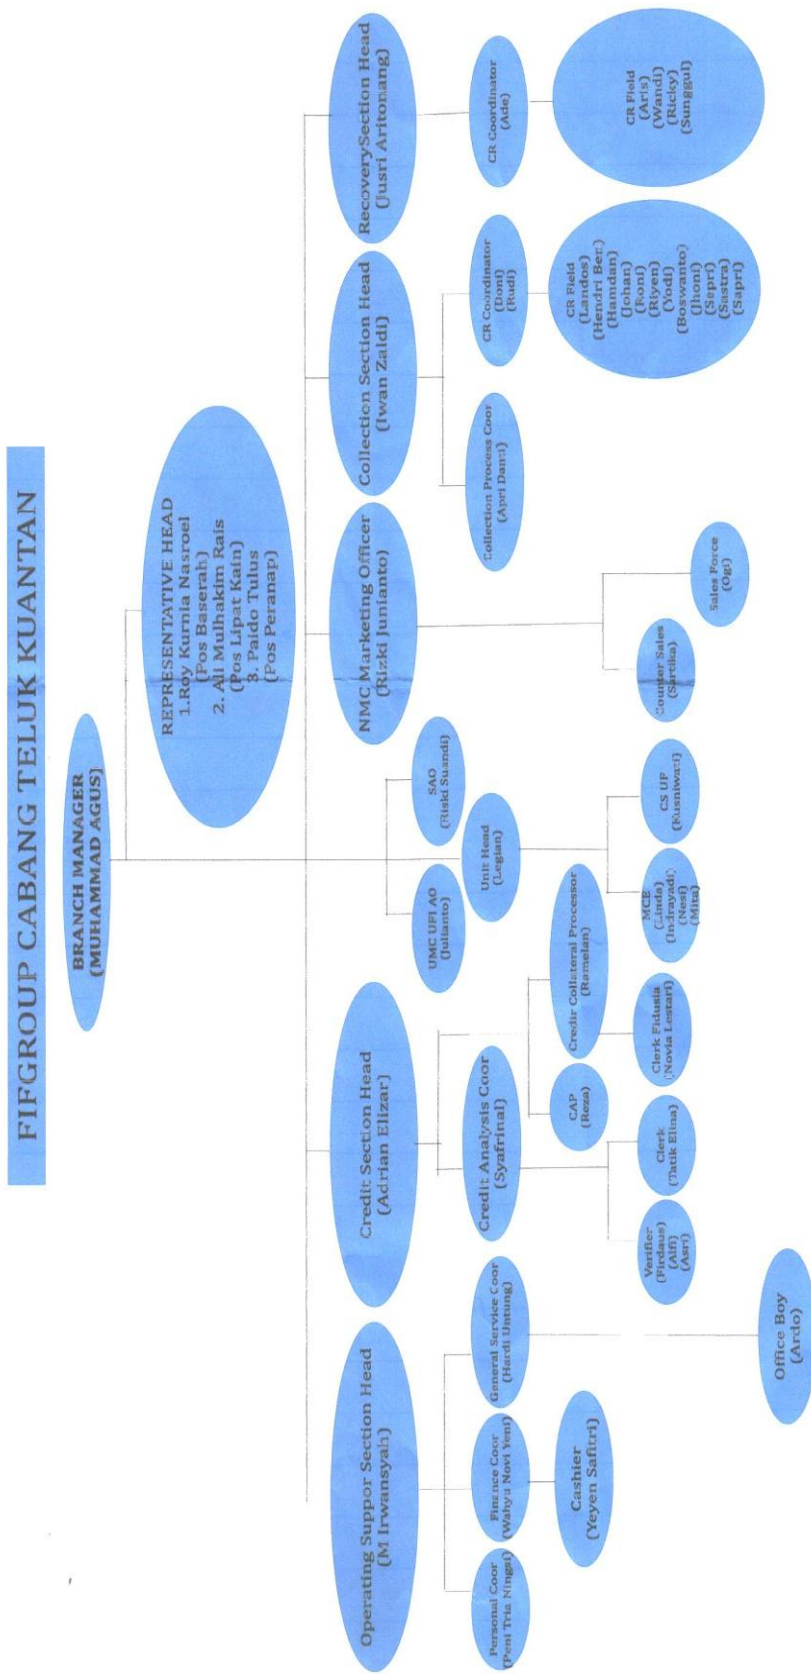 FIFGROUP CABANG TELUK KUANTAN
BRANCH MANAGER
(MUHAMMAD AGUS)
REPRESENTATIVE HEAD
1.Roy Kurnia Nasroel
(Pos Baserah)
2. Ali Mulhakim Rais
(Pos Lipat Kain)
3. Paido Tulus
(Pos Peranap)
Operating Suppor Section Head
(M Irwansyah)
Credit Section Head
(Adrian Elizar)
NMC Marketing Officer
(Rizki Junianto)
Collection Section Head
(Iwan Zaldi)
RecoverySection Head
(Jusri Aritonang)
UMC UFI AO
(Julianto)
SAO
(Riski Suandi)
Personal Coor
(Peni Tria Ningsi)
Finance Coor
(Wahyu Novi Yeni)
General Service Coor
(Hardi Untung)
Credit Analysis Coor
(Syafrinal)
Unit Head
(Legian)
Collection Process Coor
(Apri Danti)
CR Coordinator
(Doni)
(Rudi)
CR Coordinator
(Ade)
Cashier
(Yeyen Safitri)
CAP
(Reza)
Credir Collateral Processor
(Ramelan)
CR Field
(Landos)
(Hendri Ben)
(Hamdan)
(Johan)
(Roni)
(Riyen)
(Yodi)
(Boswanto)
(Jhoni)
(Sepri)
(Sastra)
(Sapri)
CR Field
(Aris)
(Wandi)
(Ricky)
(Sunggul)
Verifier
(Firdaus)
(Alfi)
(Asri)
Clerk
(Tatik Elina)
Clerk Fidusia
(Novia Lestari)
MCE
(Linda)
(Indrayadi)
(Nesi)
(Mita)
CS UF
(Kusniwati)
Counter Sales
(Sartika)
Sales Force
(Ogi)
Office Boy
(Ardo)